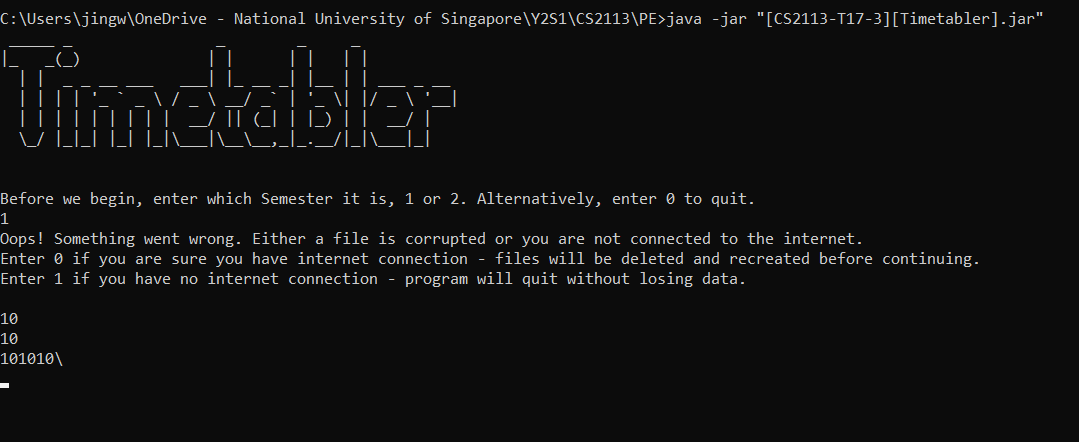 C:\Users\jingw\OneDrive - National University of Singapore\Y2S1\CS2113\PE>java -jar "[CS2113-T17-3][Timetabler].jar"
Timetabler
Before we begin, enter which Semester it is, 1 or 2. Alternatively, enter 0 to quit.
1
Oops! Something went wrong. Either a file is corrupted or you are not connected to the internet.
Enter 0 if you are sure you have internet connection - files will be deleted and recreated before continuing.
Enter 1 if you have no internet connection - program will quit without losing data.
10
10
101010\